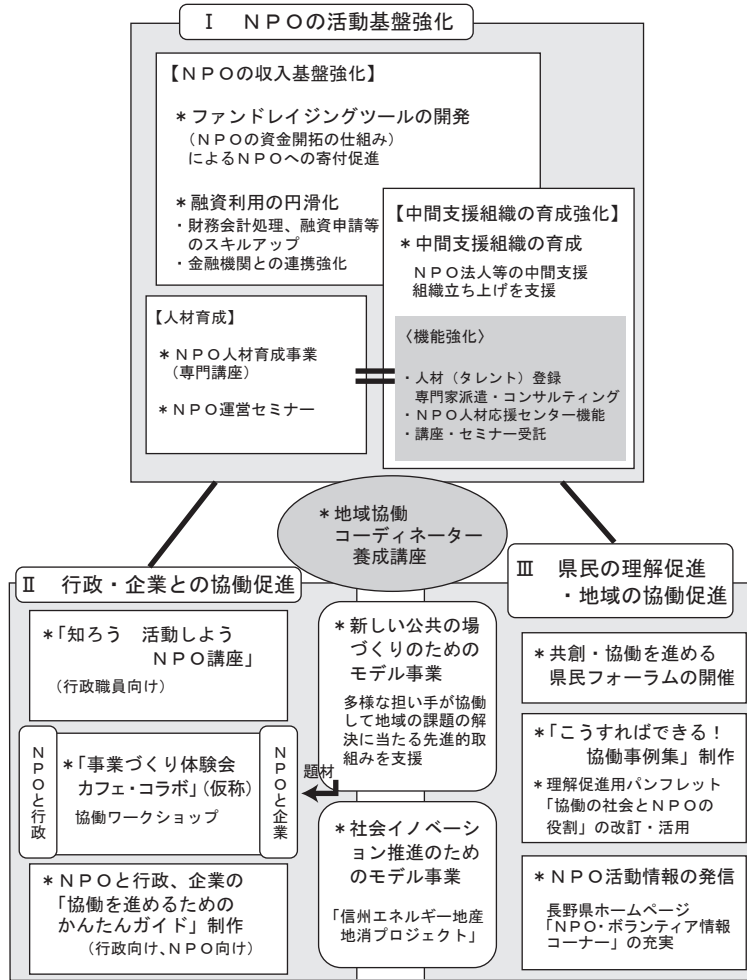 Ⅰ　ＮＰＯの活動基盤強化
【ＮＰＯの収入基盤強化】
＊ファンドレイジングツールの開発
（ＮＰＯの資金開拓の仕組み）
によるＮＰＯへの寄付促進
＊融資利用の円滑化
・財務会計処理、融資申請等
のスキルアップ
・金融機関との連携強化
【中間支援組織の育成強化】
＊中間支援組織の育成
ＮＰＯ法人等の中間支援
組織立ち上げを支援
〈機能強化〉
・人材（タレント）登録
専門家派遣・コンサルティング
・ＮＰＯ人材応援センター機能
・講座・セミナー受託
【人材育成】
＊ＮＰＯ人材育成事業
（専門講座）
＊ＮＰＯ運営セミナー
＊地域協働
コーディネーター
養成講座
Ⅱ　行政・企業との協働促進
＊「知ろう　活動しよう
ＮＰＯ講座」
（行政職員向け）
ＮＰＯと行政
＊「事業づくり体験会
カフェ・コラボ」（仮称）
協働ワークショップ
ＮＰＯと企業
＊ＮＰＯと行政、企業の
「協働を進めるための
かんたんガイド」制作
（行政向け、ＮＰＯ向け）
＊新しい公共の場
づくりのための
モデル事業
多様な担い手が協働
して地域の課題の解
決に当たる先進的取
組みを支援
題材
＊社会イノベーシ
ョン推進のため
のモデル事業
「信州エネルギー地産
地消プロジェクト」
Ⅲ　県民の理解促進
・地域の協働促進
＊共創・協働を進める
県民フォーラムの開催
＊「こうすればできる！
協働事例集」制作
＊理解促進用パンフレット
「協働の社会とＮＰＯの
役割」の改訂・活用
＊ＮＰＯ活動情報の発信
長野県ホームページ
「ＮＰＯ・ボランティア情報
コーナー」の充実